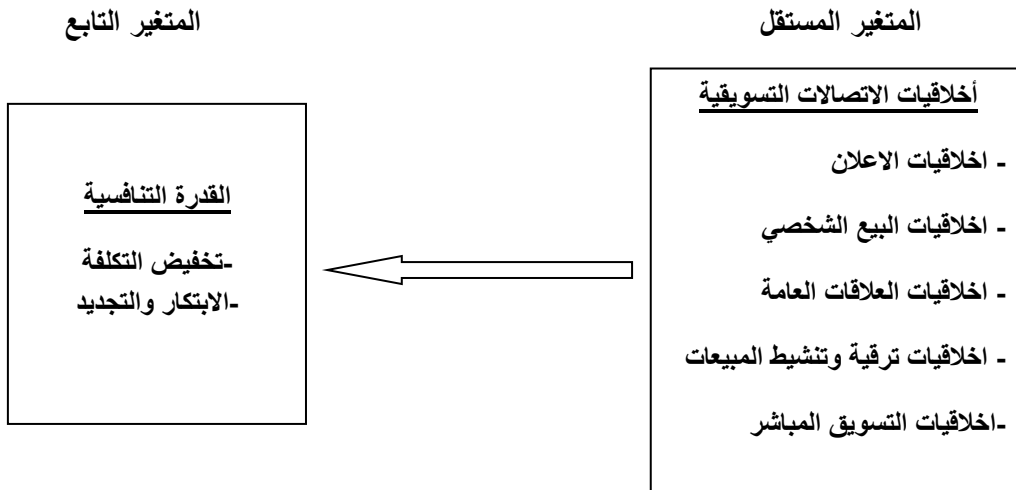 المتغير المستقل
المتغير التابع
أخلاقيات الاتصالات التسويقية
- اخلاقيات الاعلان
- اخلاقيات البيع الشخصي
- اخلاقيات العلاقات العامة
- اخلاقيات ترقية وتنشيط المبيعات
-اخلاقيات التسويق المباشر
القدرة التنافسية
-تخفيض التكلفة
-الابتكار والتجديد